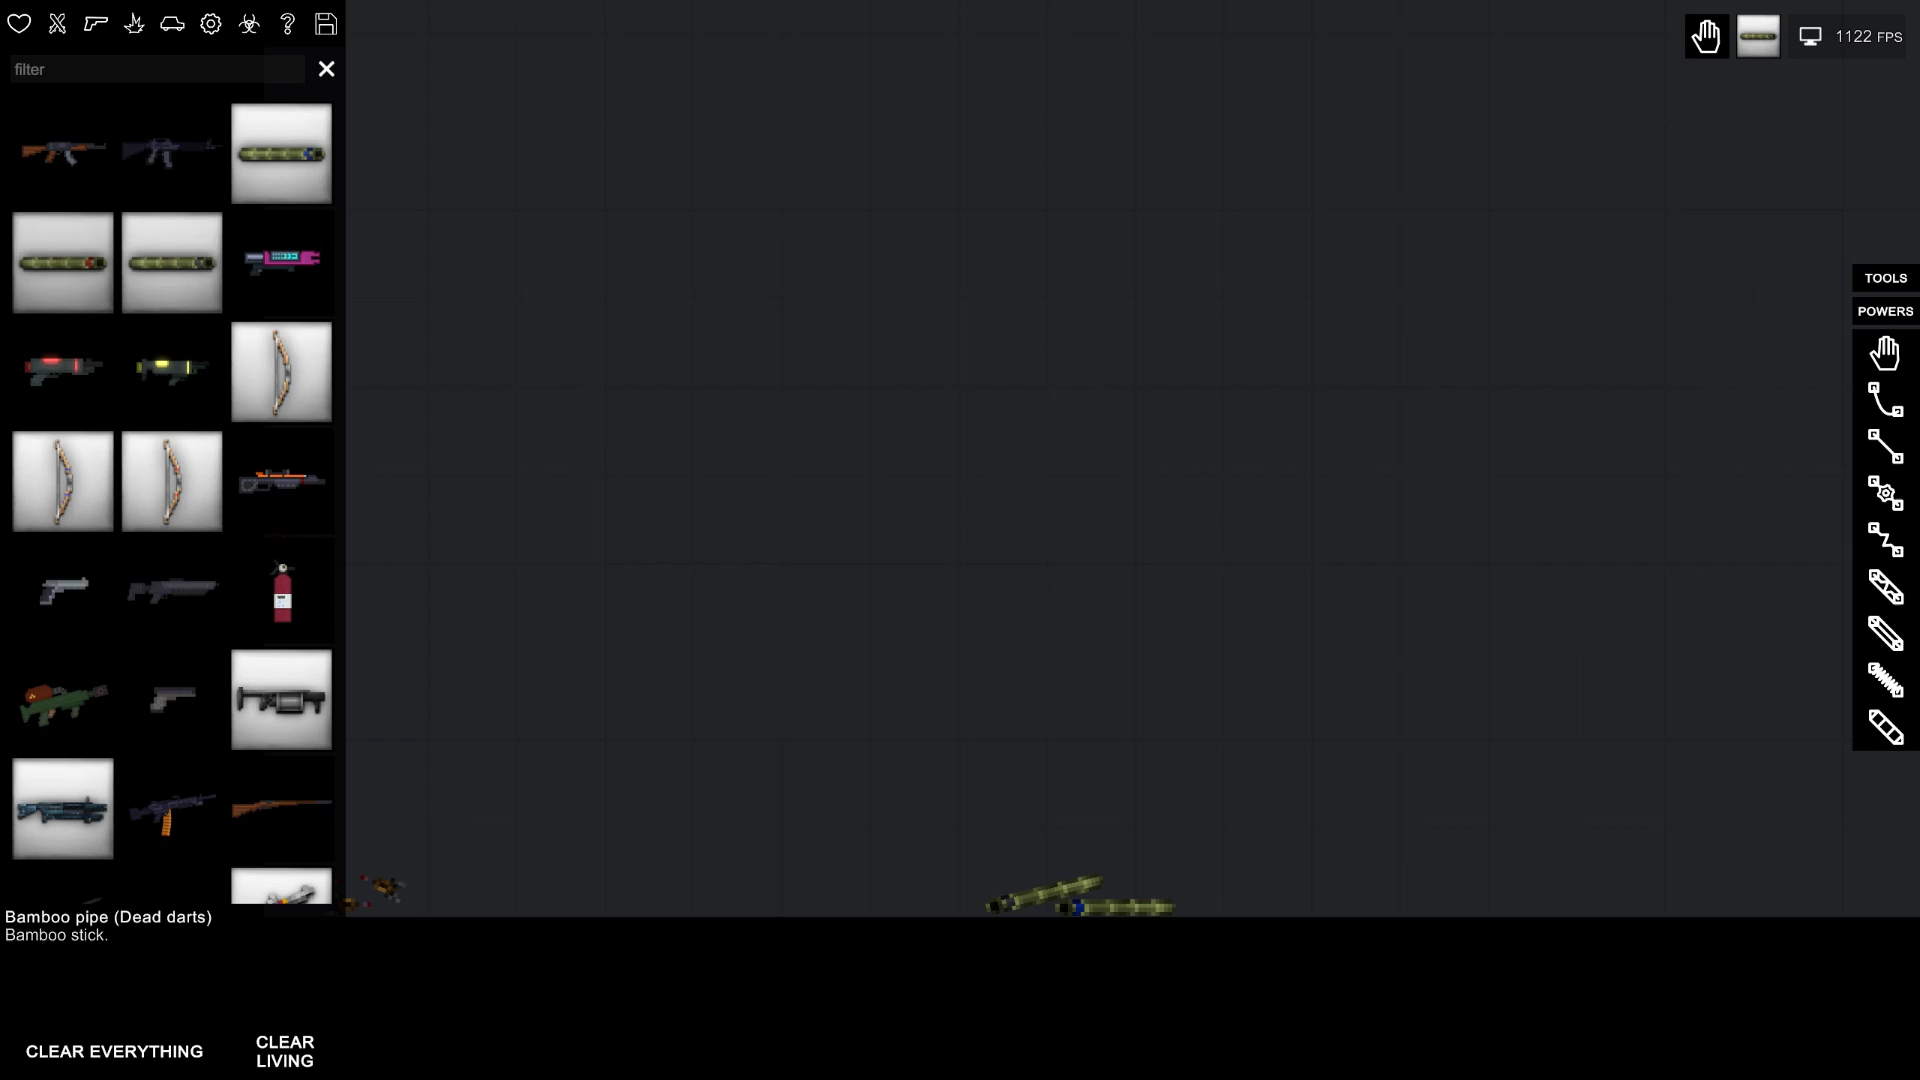 1122 FPS
filter
TOOLS
POWERS
Bamboo pipe (Dead darts)
Bamboo stick.
CLEAR EVERYTHING
CLEAR
LIVING